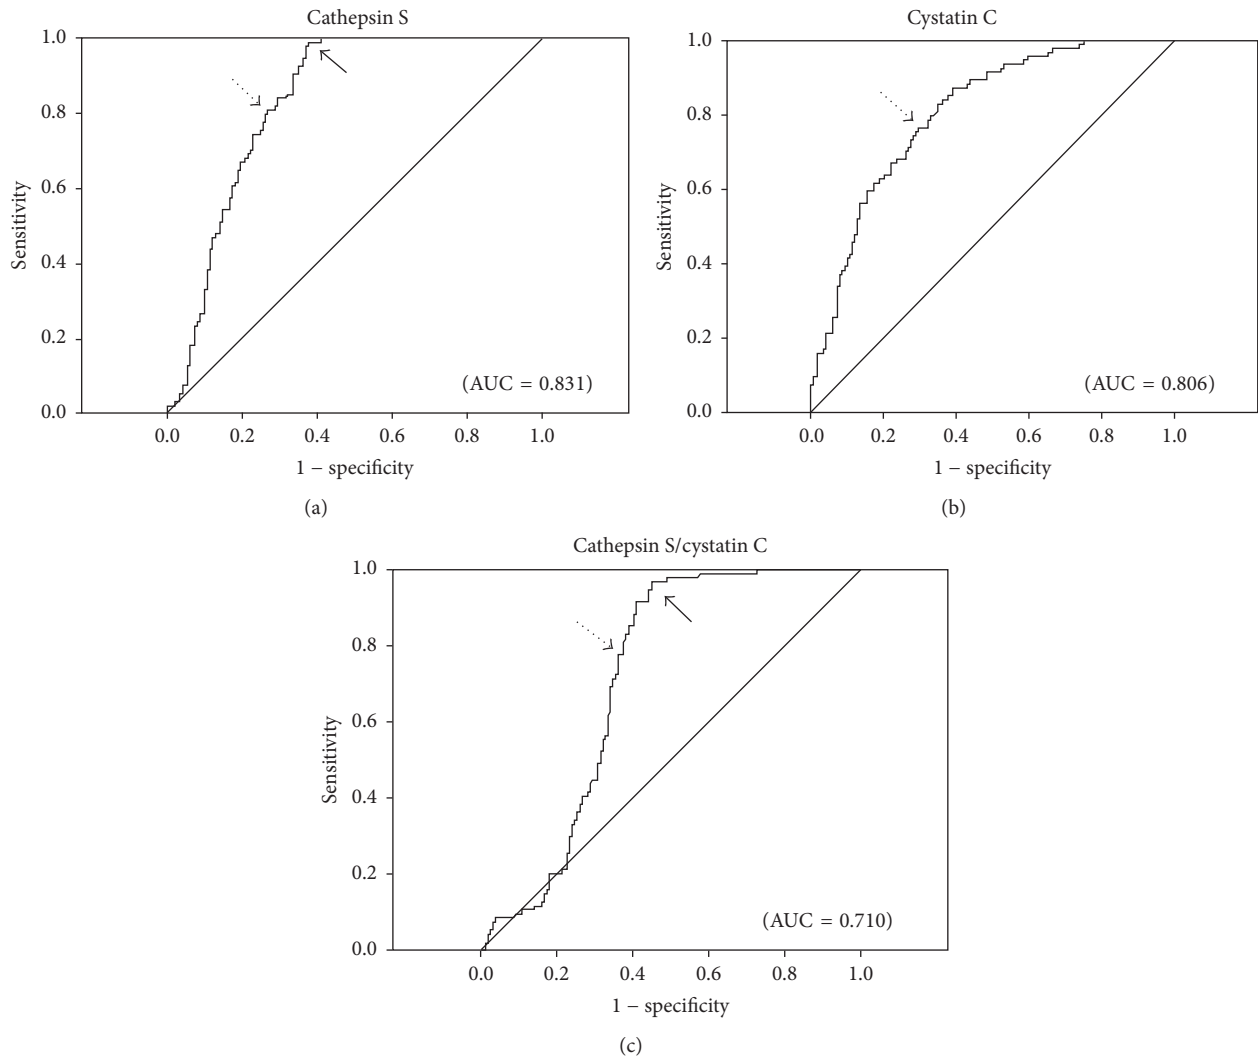 Cathepsin S
1.0
0.8
0.6
0.4
0.2
0.0
Sensitivity
(AUC = 0.831)
0.0 0.2 0.4 0.6 0.8 1.0
1 − specificity
(a)
Cystatin C
1.0
0.8
0.6
0.4
0.2
0.0
Sensitivity
(AUC = 0.806)
0.0 0.2 0.4 0.6 0.8 1.0
1 − specificity
(b)
Cathepsin S/cystatin C
1.0
0.8
0.6
0.4
0.2
0.0
Sensitivity
(AUC = 0.710)
0.0 0.2 0.4 0.6 0.8 1.0
1 − specificity
(c)